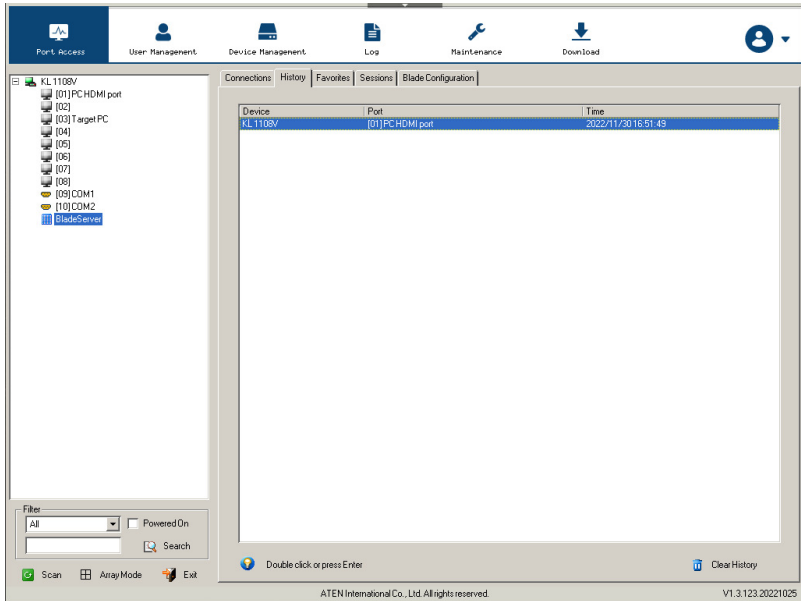 Port Access
User Management
Device Management
Log
Maintenance
Download
KL1108V
[01]PC HDMI port
[02]
[03]Target PC
[04]
[05]
[06]
[07]
[08]
[09]COM1
[10]COM2
BladeServer
Connections History Favorites Sessions Blade Configuration
Device Port Time
KL1108V [01]PC HDMI port 2022/11/30 16:51:49
Filter
All Powered On
Search
Scan Array Mode Exit
Double click or press Enter
Clear History
ATEN International Co., Ltd. All rights reserved.
V1.3.123.20221025